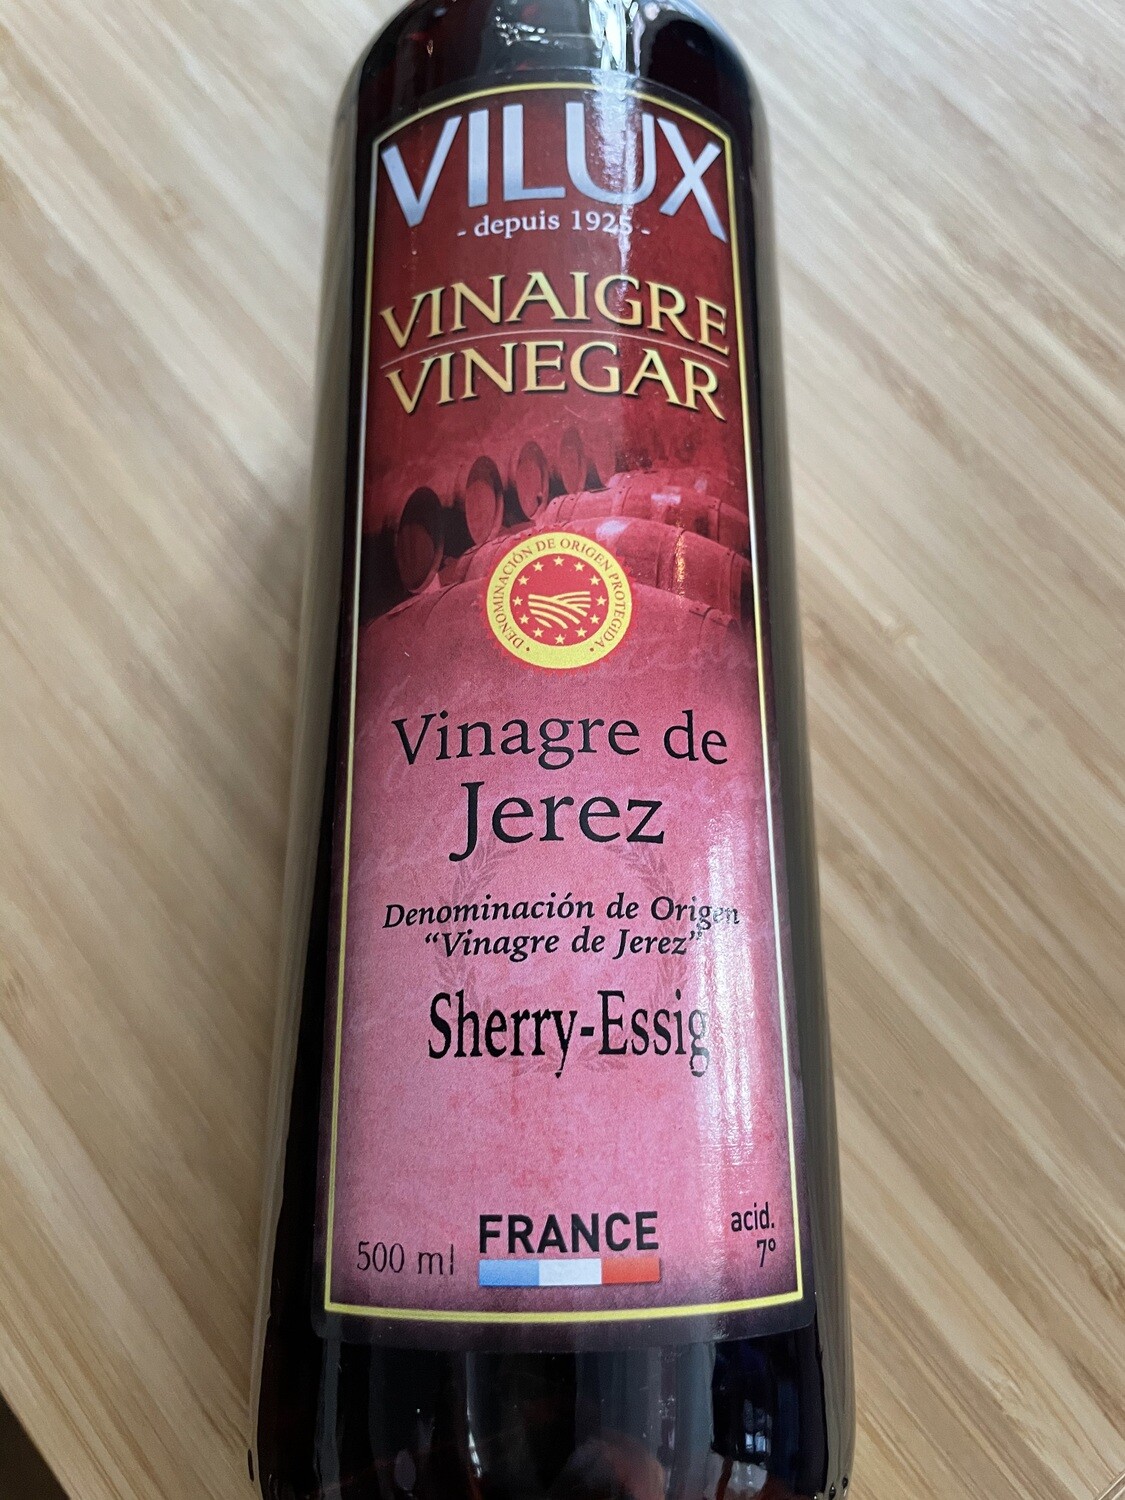 VILUX
- depuis 1925 -
VINAIGRE
VINEGAR
· DENOMINACIÓN DE ORIGEN PROTEGIDA ·
Vinagre de
Jerez
Denominación de Origen
“Vinagre de Jerez”
Sherry-Essig
500 ml
FRANCE
acid.
7º